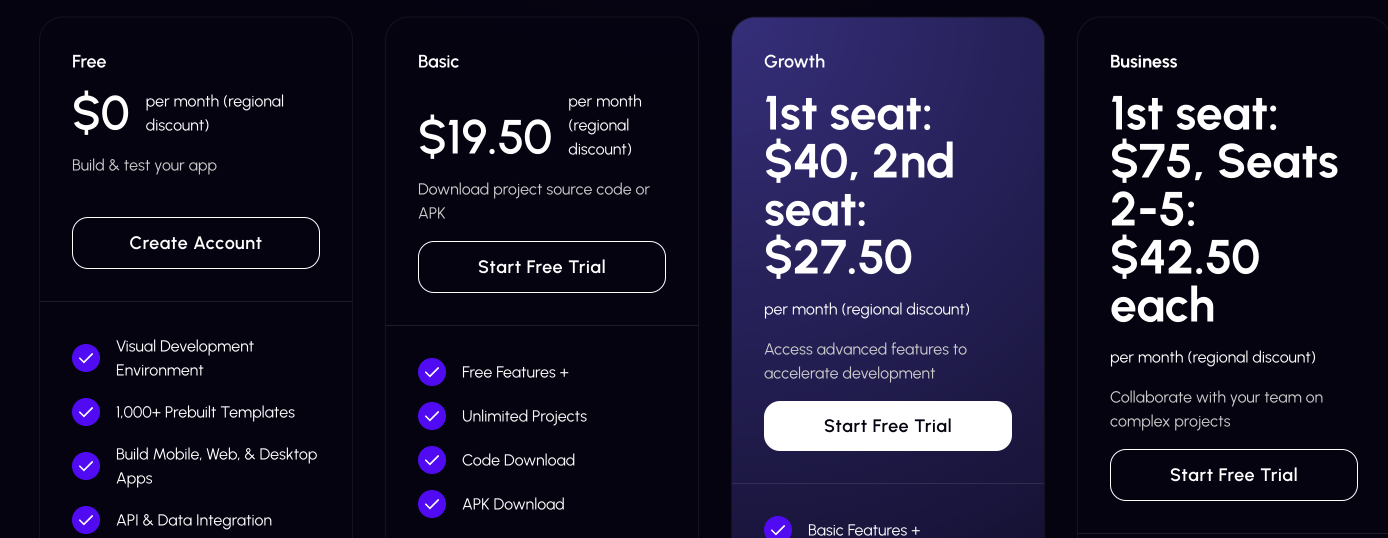 Free
$0
per month (regional
discount)
Build & test your app
Create Account
Visual Development
Environment
1,000+ Prebuilt Templates
Build Mobile, Web, & Desktop
Apps
API & Data Integration
Basic
$19.50
per month
(regional
discount)
Download project source code or
APK
Start Free Trial
Free Features +
Unlimited Projects
Code Download
APK Download
Growth
1st seat:
$40, 2nd
seat:
$27.50
per month (regional discount)
Access advanced features to
accelerate development
Start Free Trial
Basic Features +
Business
1st seat:
$75, Seats
2-5:
$42.50
each
per month (regional discount)
Collaborate with your team on
complex projects
Start Free Trial